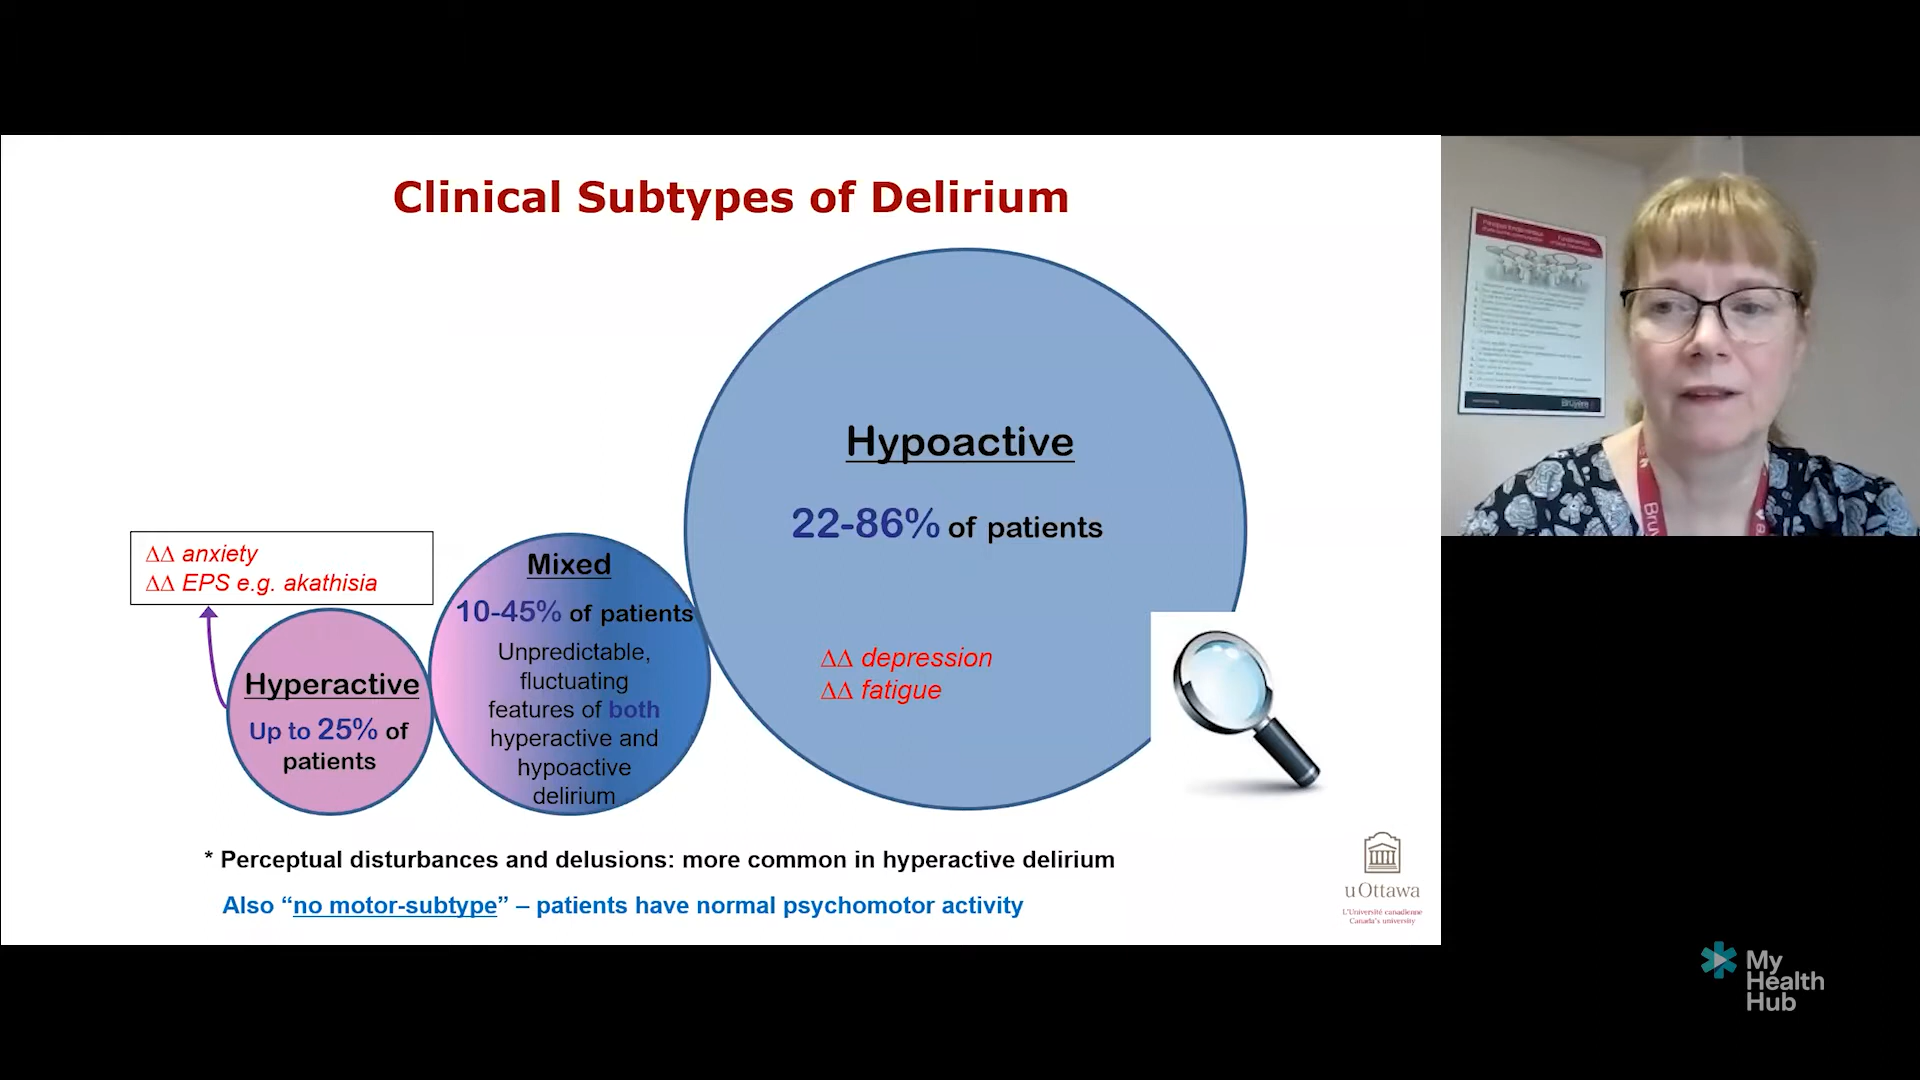 Clinical Subtypes of Delirium
Hypoactive
22-86% of patients
ΔΔ depression
ΔΔ fatigue
ΔΔ anxiety
ΔΔ EPS e.g. akathisia
Mixed
10-45% of patients
Unpredictable,
fluctuating
features of both
hyperactive and
hypoactive
delirium
Hyperactive
Up to 25% of
patients
* Perceptual disturbances and delusions: more common in hyperactive delirium
Also “no motor-subtype” – patients have normal psychomotor activity
uOttawa
L'Université canadienne
Canada's university
Bruyère
Bru
My
Health
Hub